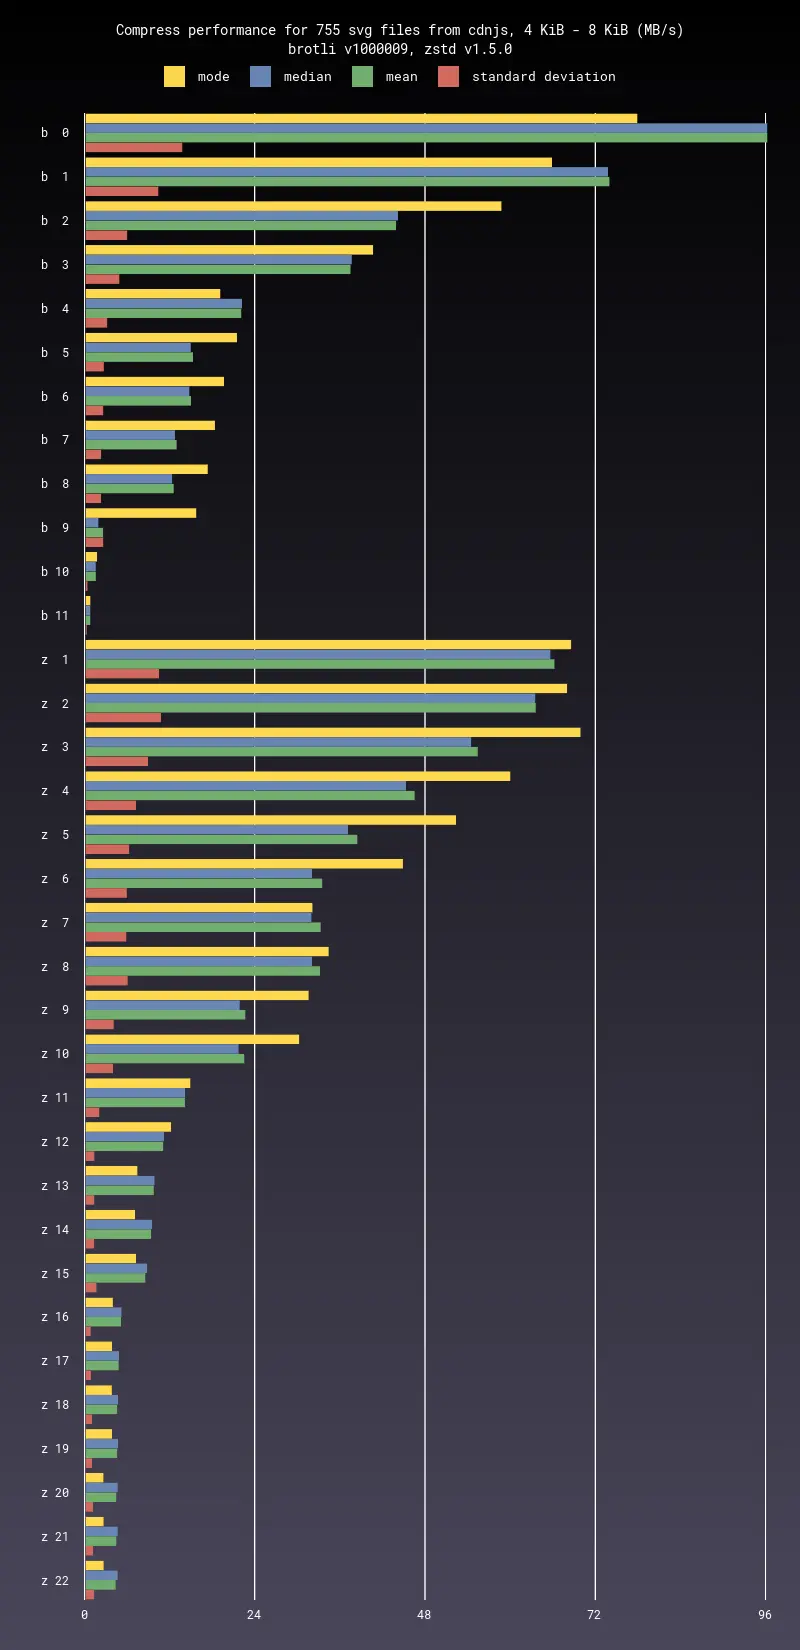 Compress performance for 755 svg files from cdnjs, 4 KiB - 8 KiB (MB/s)
brotli v1000009, zstd v1.5.0
mode median mean standard deviation
b 0
b 1
b 2
b 3
b 4
b 5
b 6
b 7
b 8
b 9
b 10
b 11
z 1
z 2
z 3
z 4
z 5
z 6
z 7
z 8
z 9
z 10
z 11
z 12
z 13
z 14
z 15
z 16
z 17
z 18
z 19
z 20
z 21
z 22
0 24 48 72 96